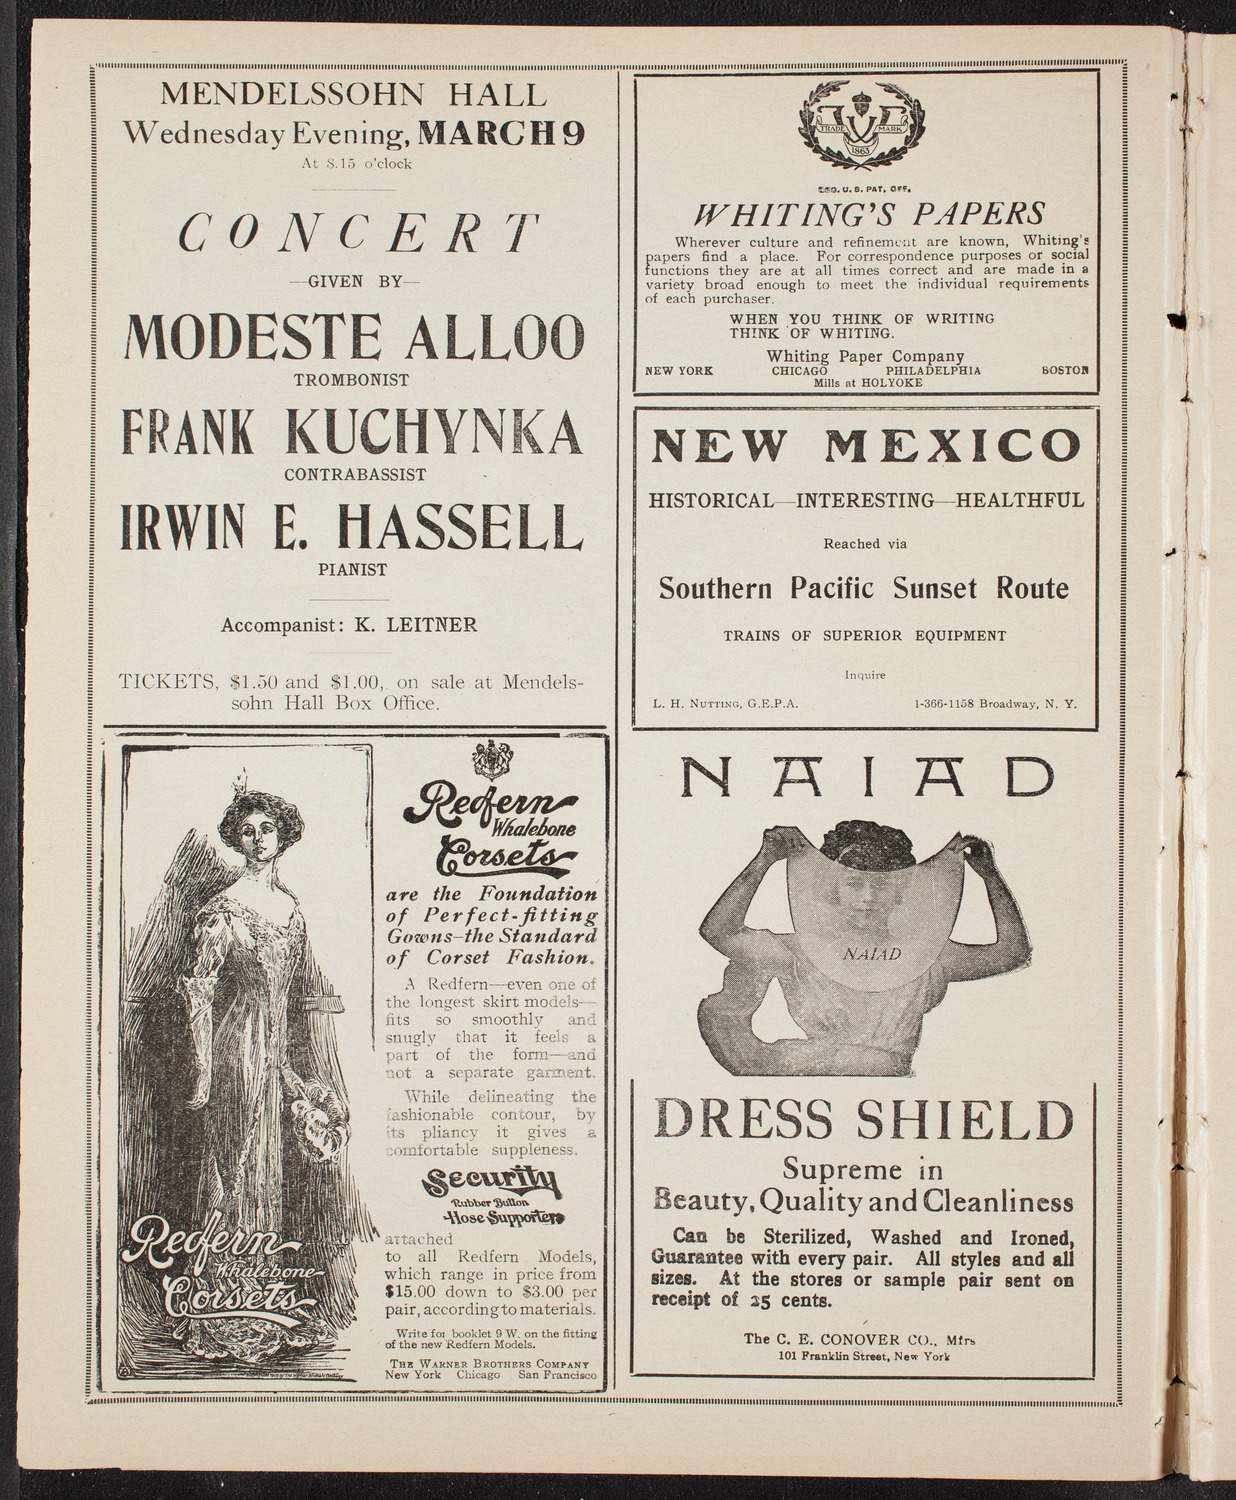 MENDELSSOHN HALL
Wednesday Evening, MARCH 9
At 8.15 o'clock
CONCERT
—GIVEN BY—
MODESTE ALLOO
TROMBONIST
FRANK KUCHYNKA
CONTRABASSIST
IRWIN E. HASSELL
PIANIST
Accompanist: K. LEITNER
TICKETS, $1.50 and $1.00, on sale at Mendels-
sohn Hall Box Office.
Redfern
Whalebone
Corsets
are the Foundation
of Perfect-fitting
Gowns—the Standard
of Corset Fashion.
A Redfern—even one of
the longest skirt models—
fits so smoothly and
snugly that it feels a
part of the form—and
not a separate garment.
While delineating the
fashionable contour, by
its pliancy it gives a
comfortable suppleness.
Security
Rubber Button
Hose Supporters
attached
to all Redfern Models,
which range in price from
$15.00 down to $3.00 per
pair, according to materials.
Write for booklet 9 W. on the fitting
of the new Redfern Models.
THE WARNER BROTHERS COMPANY
New York Chicago San Francisco
Redfern
Whalebone
Corsets
TRADE MARK
1865
REG. U. S. PAT. OFF.
WHITING'S PAPERS
Wherever culture and refinement are known, Whiting's
papers find a place. For correspondence purposes or social
functions they are at all times correct and are made in a
variety broad enough to meet the individual requirements
of each purchaser.
WHEN YOU THINK OF WRITING
THINK OF WHITING.
Whiting Paper Company
NEW YORK CHICAGO PHILADELPHIA BOSTON
Mills at HOLYOKE
NEW MEXICO
HISTORICAL—INTERESTING—HEALTHFUL
Reached via
Southern Pacific Sunset Route
TRAINS OF SUPERIOR EQUIPMENT
Inquire
L. H. NUTTING, G.E.P.A. 1-366-1158 Broadway, N. Y.
NAIAD
NAIAD
DRESS SHIELD
Supreme in
Beauty, Quality and Cleanliness
Can be Sterilized, Washed and Ironed,
Guarantee with every pair. All styles and all
sizes. At the stores or sample pair sent on
receipt of 25 cents.
The C. E. CONOVER CO., Mfrs
101 Franklin Street, New York